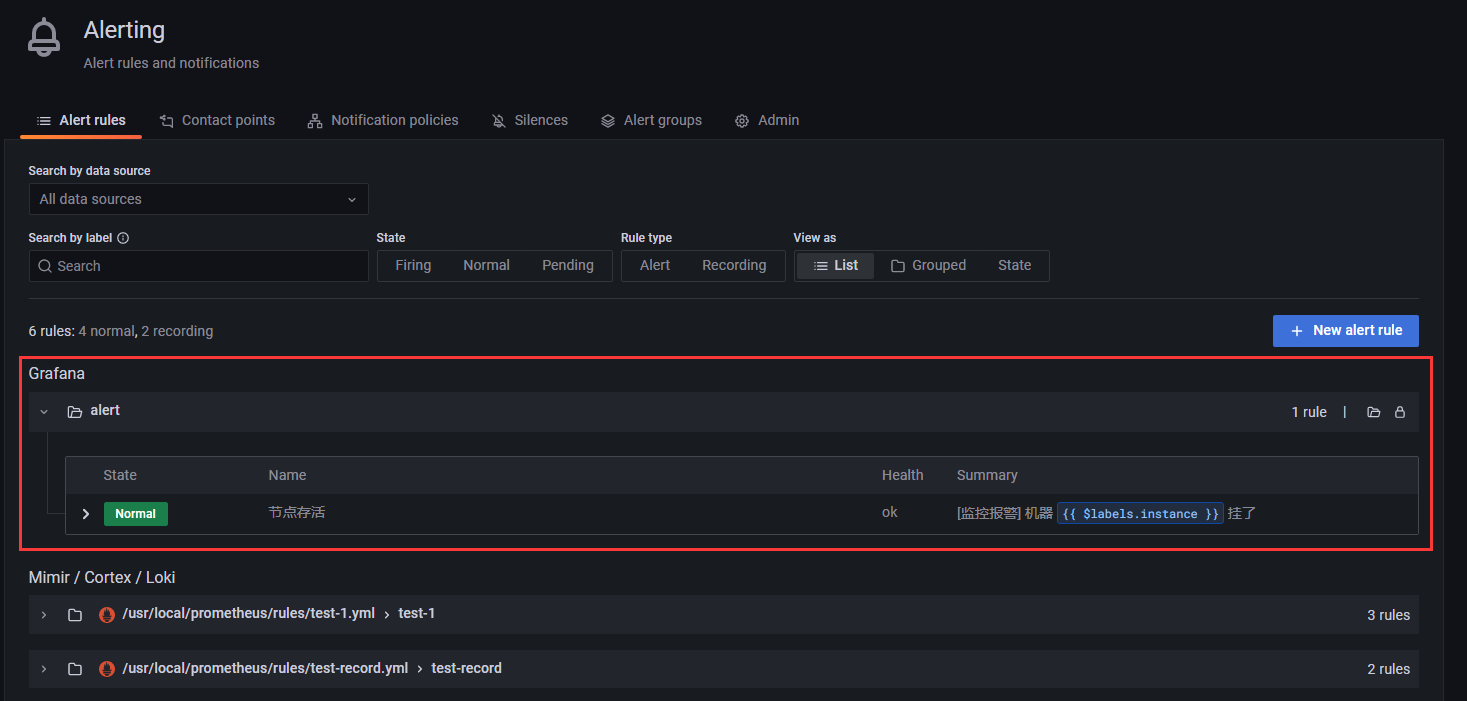 Alerting
Alert rules and notifications
Alert rules Contact points Notification policies Silences Alert groups Admin
Search by data source
All data sources
Search by label State Rule type View as
Search Firing Normal Pending Alert Recording List Grouped State
6 rules: 4 normal, 2 recording
+ New alert rule
Grafana
alert 1 rule |
State Name Health Summary
Normal 节点存活 ok [监控报警] 机器 {{ $labels.instance }} 挂了
Mimir / Cortex / Loki
/usr/local/prometheus/rules/test-1.yml › test-1 3 rules
/usr/local/prometheus/rules/test-record.yml › test-record 2 rules